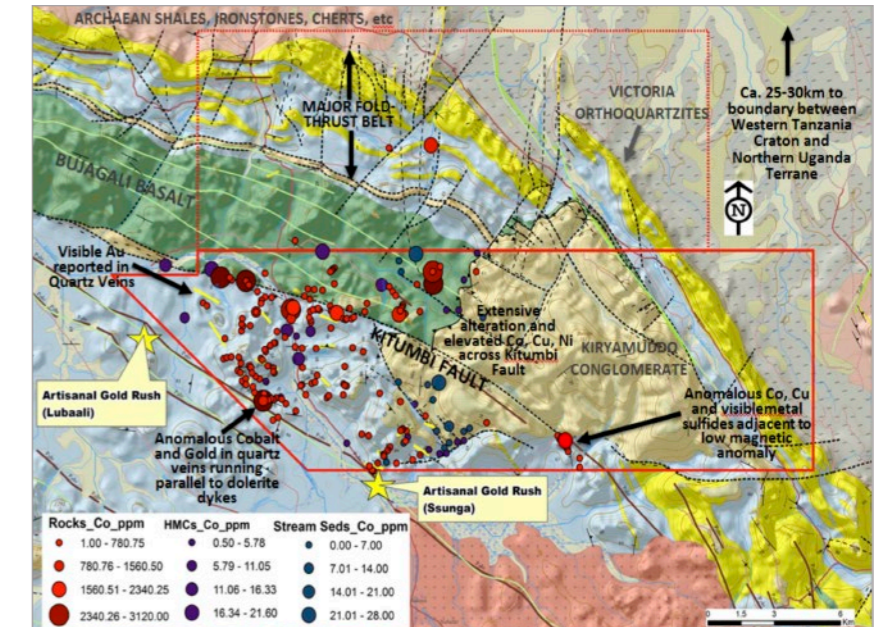 ARCHAEAN SHALES, IRONSTONES, CHERTS, etc
MAJOR FOLD-
THRUST BELT
VICTORIA
ORTHOQUARTZITES
Ca. 25-30km to
boundary between
Western Tanzania
Craton and
Northern Uganda
Terrane
N
BUJAGALI BASALT
Visible Au
reported in
Quartz Veins
Extensive
alteration and
elevated Co, Cu, Ni
across Kitumbi
Fault
KITUMBI FAULT
KIRYAMUDDO
CONGLOMERATE
Artisanal Gold Rush
(Lubaali)
Anomalous Co, Cu
and visiblemetal
sulfides adjacent to
low magnetic
anomaly
Anomalous Cobalt
and Gold in quartz
veins running
parallel to dolerite
dykes
Artisanal Gold Rush
(Ssunga)
Rocks_Co_ppm HMCs_Co_ppm Stream Seds_Co_ppm
1.00 - 780.75 0.50 - 5.78 0.00 - 7.00
780.76 - 1560.50 5.79 - 11.05 7.01 - 14.00
1560.51 - 2340.25 11.06 - 16.33 14.01 - 21.00
2340.26 - 3120.00 16.34 - 21.60 21.01 - 28.00
0 1.5 3 6
Km